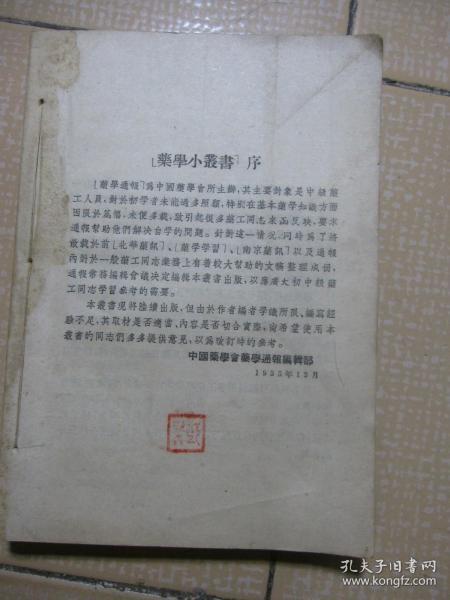 「藥學小叢書」序
「藥學通報」為中國藥學會所主辦，其主要對象是中級藥
工人員，對於初學者未能過多照顧，特別在基本藥學知識方面
因限於篇幅，未便多載，致引起很多藥工同志來函反映，要求
通報幫助他們解決自學的問題。針對這一情況，同時為了將
散載於前「北華藥訊」、「藥學學習」、「南京藥訊」以及通報
內對於一般藥工同志業務上有着較大幫助的文稿整理成冊，
通報常務編輯會議決定編輯本叢書出版，以應廣大初中級藥
工同志學習參考的需要。
本叢書現將陸續出版，但由於作者編者學識所限、編寫經
驗不足，其取材是否適當、內容是否切合實際，尚希望使用本
叢書的同志們多多提供意見，以為改訂時的參考。
中國藥學會藥學通報編輯部
1955年12月
孔夫子旧书网
www.kongfz.com